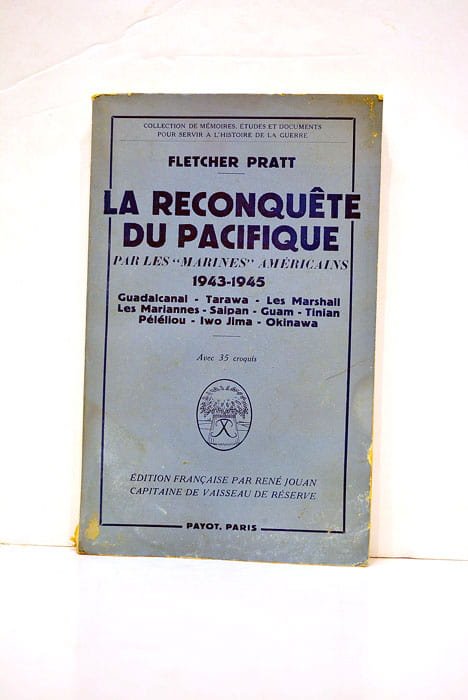 COLLECTION DE MÉMOIRES, ÉTUDES ET DOCUMENTS
POUR SERVIR A L'HISTOIRE DE LA GUERRE
FLETCHER PRATT
LA RECONQUÊTE
DU PACIFIQUE
PAR LES "MARINES" AMÉRICAINS
1943-1945
Guadalcanal - Tarawa - Les Marshall
Les Mariannes - Saipan - Guam - Tinian
Péléliou - Iwo Jima - Okinawa
Avec 35 croquis
ÉDITION FRANÇAISE PAR RENÉ JOUAN
CAPITAINE DE VAISSEAU DE RÉSERVE
PAYOT, PARIS